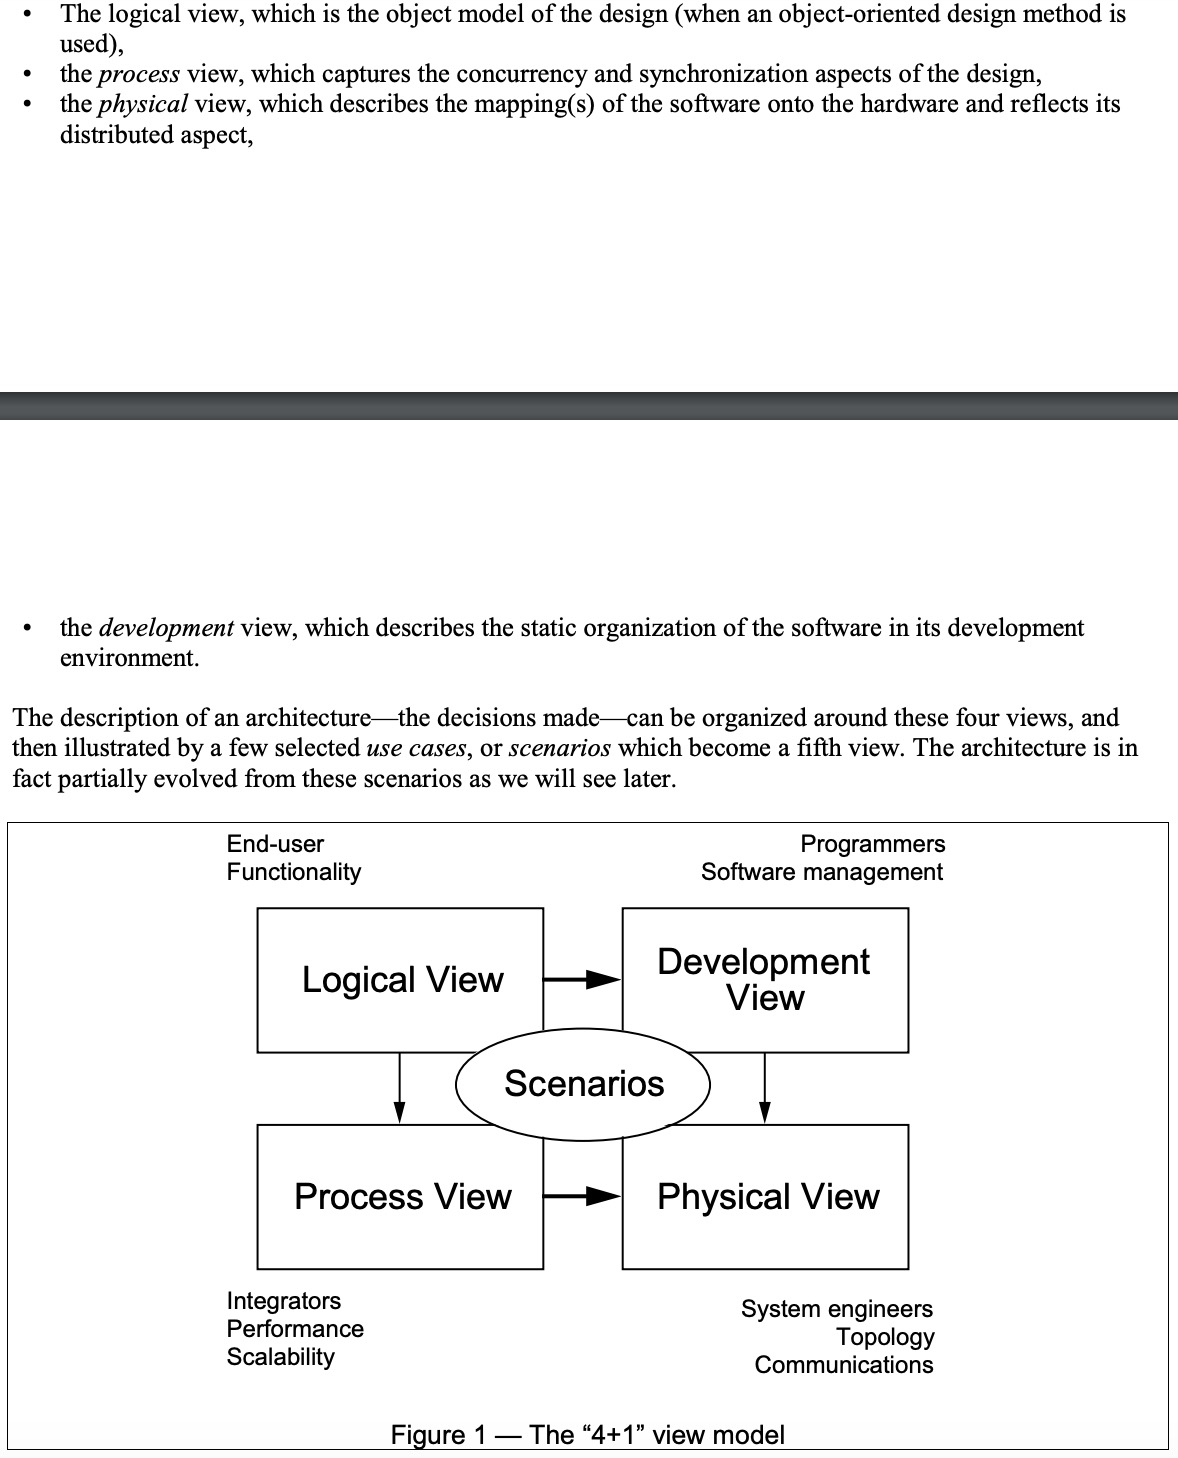 • The logical view, which is the object model of the design (when an object-oriented design method is
used),
• the process view, which captures the concurrency and synchronization aspects of the design,
• the physical view, which describes the mapping(s) of the software onto the hardware and reflects its
distributed aspect,
• the development view, which describes the static organization of the software in its development
environment.
The description of an architecture—the decisions made—can be organized around these four views, and
then illustrated by a few selected use cases, or scenarios which become a fifth view. The architecture is in
fact partially evolved from these scenarios as we will see later.
End-user
Functionality
Programmers
Software management
Logical View
Development
View
Scenarios
Process View
Physical View
Integrators
Performance
Scalability
System engineers
Topology
Communications
Figure 1 — The “4+1” view model